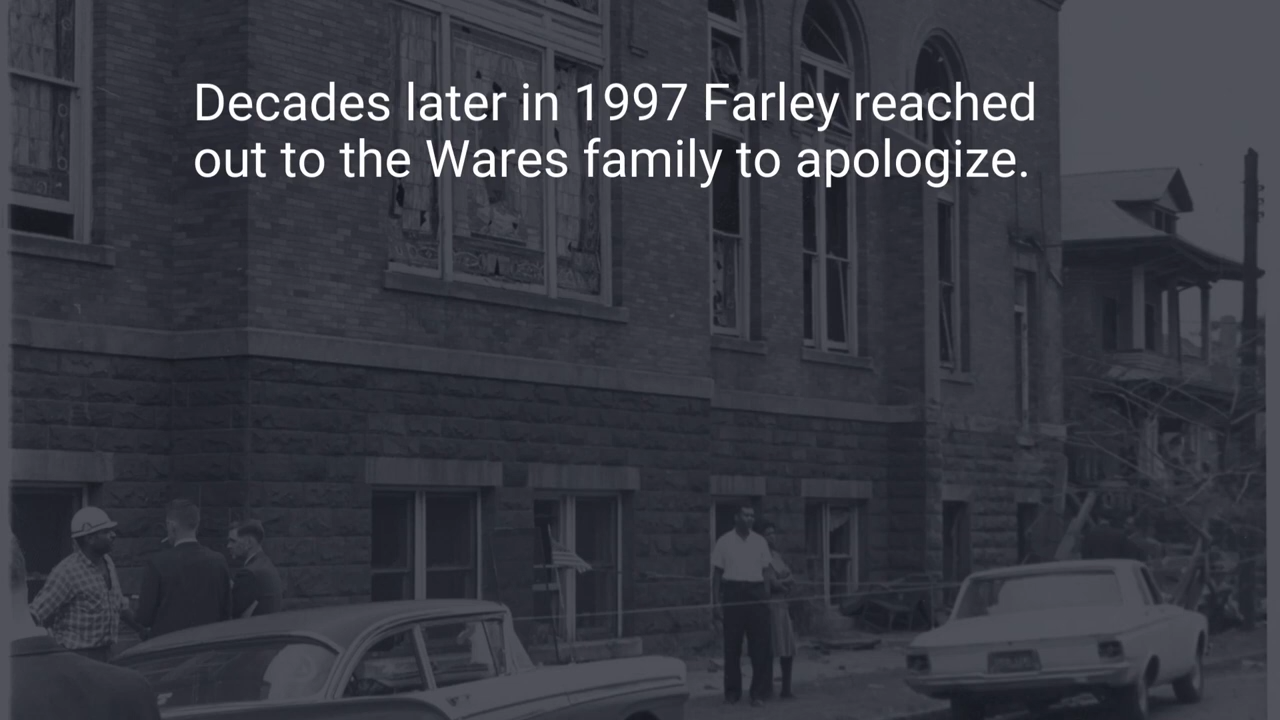 Decades later in 1997 Farley reached
out to the Wares family to apologize.